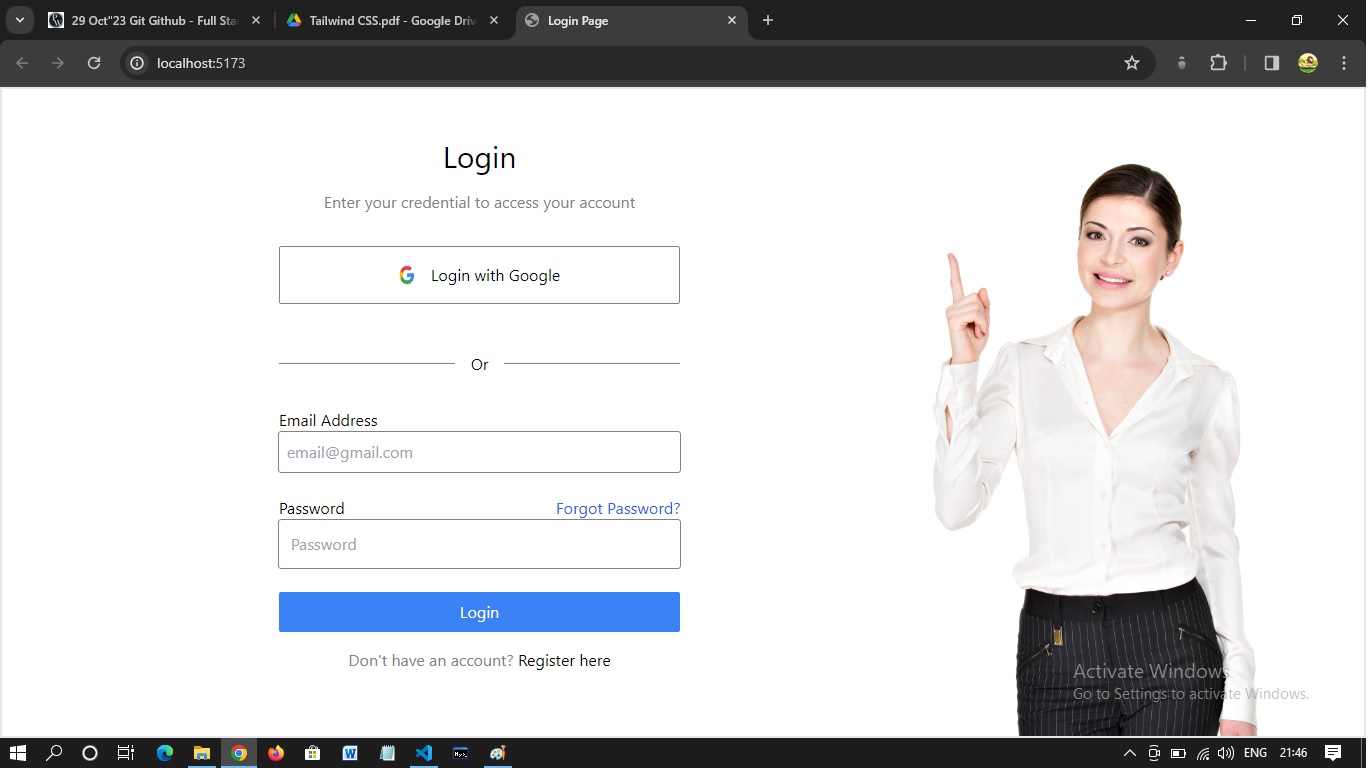 29 Oct"23 Git Github - Full Sta
Tailwind CSS.pdf - Google Driv
Login Page
localhost:5173
Login
Enter your credential to access your account
Login with Google
Or
Email Address
email@gmail.com
Password
Forgot Password?
Password
Login
Don't have an account? Register here
Activate Windows
Go to Settings to activate Windows.
ENG
21:46